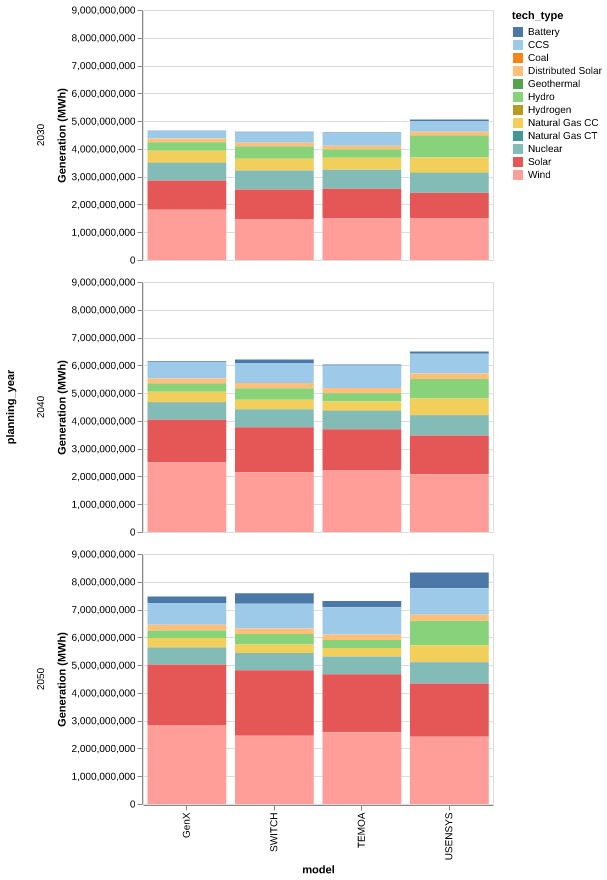 tech_type
Battery
CCS
Coal
Distributed Solar
Geothermal
Hydro
Hydrogen
Natural Gas CC
Natural Gas CT
Nuclear
Solar
Wind
planning_year
2030
Generation (MWh)
9,000,000,000
8,000,000,000
7,000,000,000
6,000,000,000
5,000,000,000
4,000,000,000
3,000,000,000
2,000,000,000
1,000,000,000
0
2040
Generation (MWh)
9,000,000,000
8,000,000,000
7,000,000,000
6,000,000,000
5,000,000,000
4,000,000,000
3,000,000,000
2,000,000,000
1,000,000,000
0
2050
Generation (MWh)
9,000,000,000
8,000,000,000
7,000,000,000
6,000,000,000
5,000,000,000
4,000,000,000
3,000,000,000
2,000,000,000
1,000,000,000
0
GenX
SWITCH
TEMOA
USENSYS
model